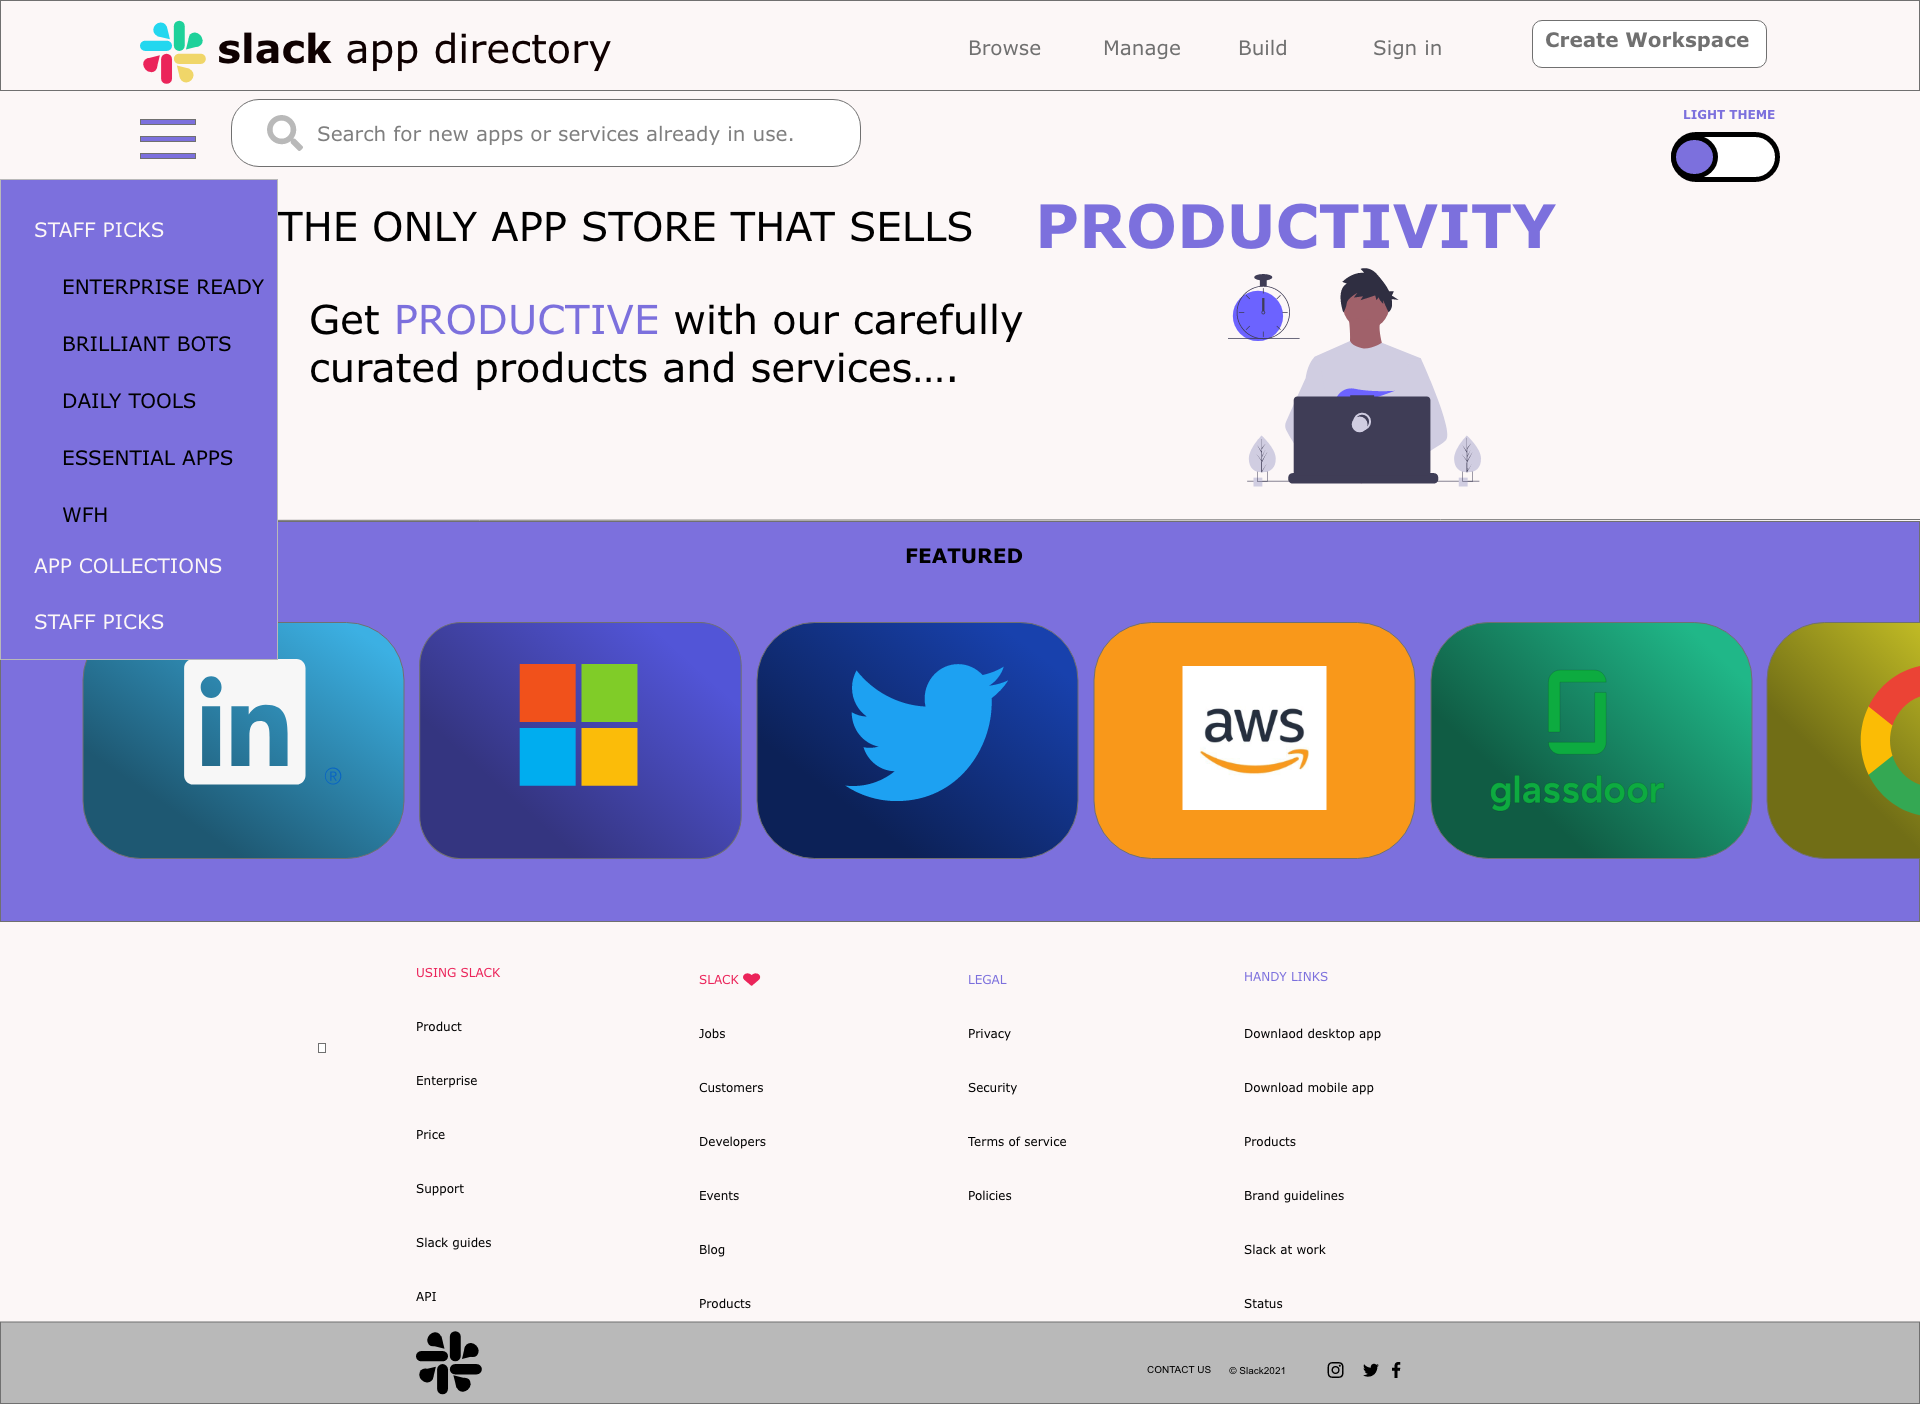 slack app directory
Browse
Manage
Build
Sign in
Create Workspace
Search for new apps or services already in use.
LIGHT THEME
STAFF PICKS
ENTERPRISE READY
BRILLIANT BOTS
DAILY TOOLS
ESSENTIAL APPS
WFH
APP COLLECTIONS
STAFF PICKS
THE ONLY APP STORE THAT SELLS
PRODUCTIVITY
Get PRODUCTIVE with our carefully
curated products and services....
FEATURED
in ®
aws
glassdoor
USING SLACK
Product
Enterprise
Price
Support
Slack guides
API
SLACK
Jobs
Customers
Developers
Events
Blog
Products
LEGAL
Privacy
Security
Terms of service
Policies
HANDY LINKS
Downlaod desktop app
Download mobile app
Products
Brand guidelines
Slack at work
Status
CONTACT US
© Slack2021